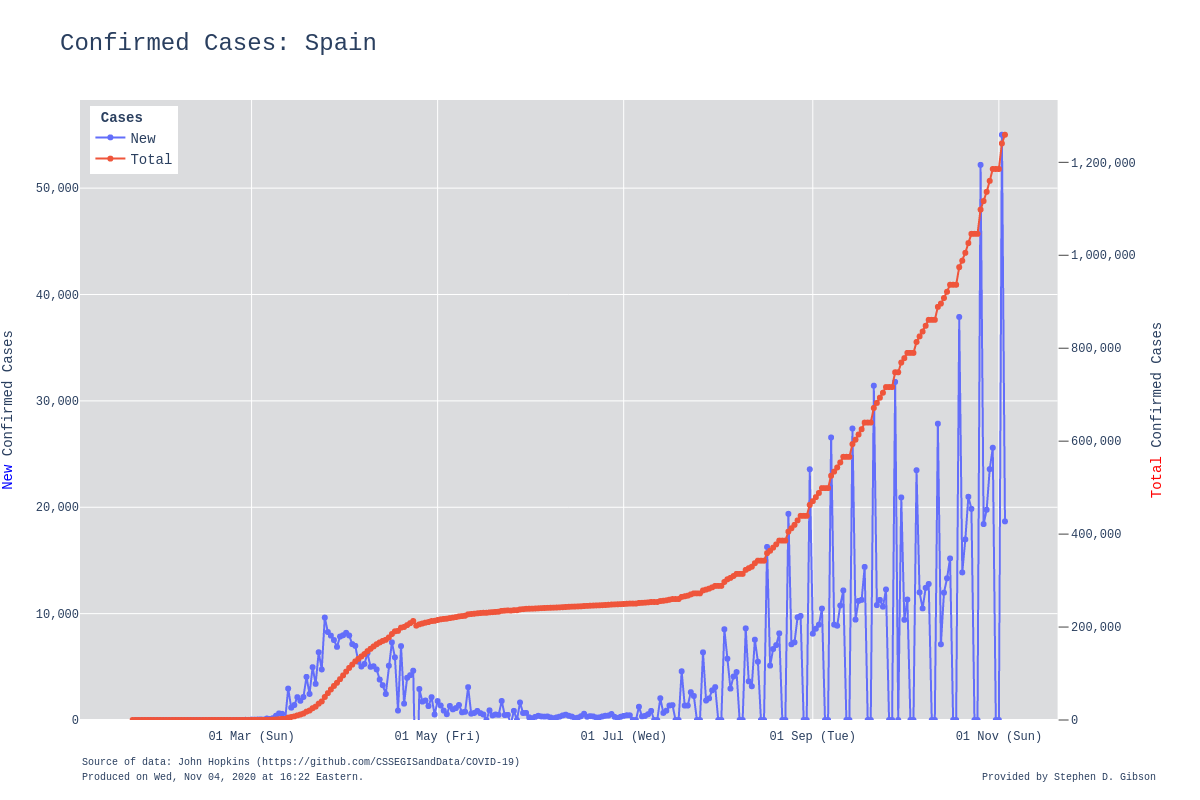 Confirmed Cases: Spain
Cases
New
Total
50,000
40,000
30,000
20,000
10,000
0
1,200,000
1,000,000
800,000
600,000
400,000
200,000
0
New Confirmed Cases
Total Confirmed Cases
01 Mar (Sun)
01 May (Fri)
01 Jul (Wed)
01 Sep (Tue)
01 Nov (Sun)
Source of data: John Hopkins (https://github.com/CSSEGISandData/COVID-19)
Produced on Wed, Nov 04, 2020 at 16:22 Eastern.
Provided by Stephen D. Gibson